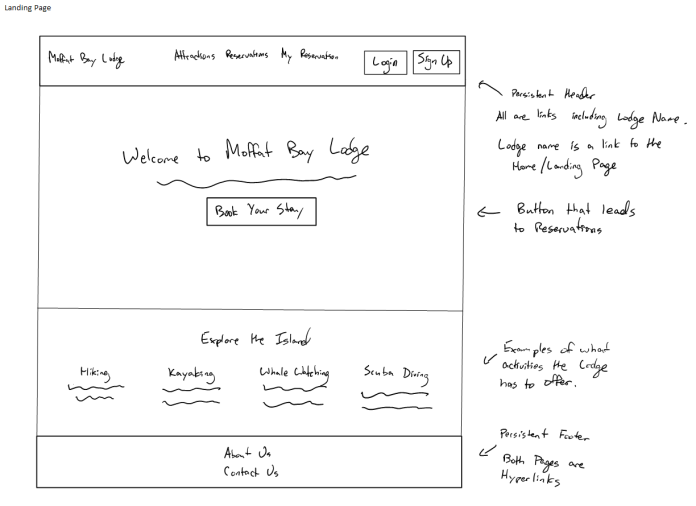 Landing Page
Moffat Bay Lodge Attractions Reservations My Reservation Login Sign Up
Persistent Header
All are links including Lodge Name.
Lodge name is a link to the
Home/Landing Page
Welcome to Moffat Bay Lodge
Book Your Stay
Button that leads
to Reservations
Explore the Island
Hiking Kayaking Whale Watching Scuba Diving
Examples of what
activities the Lodge
has to offer.
About Us
Contact Us
Persistent Footer
Both Pages are
Hyperlinks